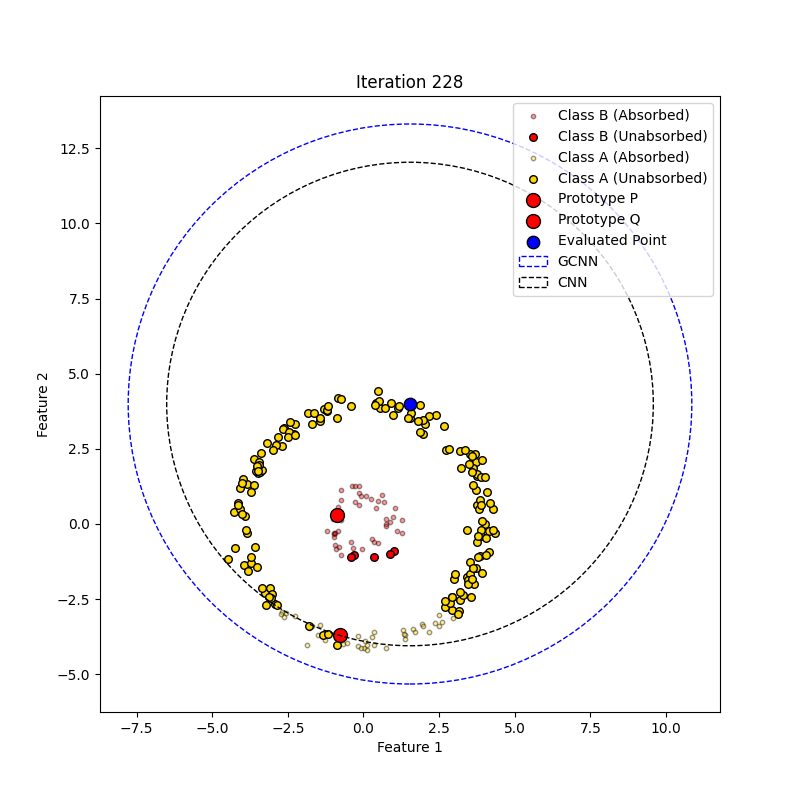 Iteration 228
Class B (Absorbed)
Class B (Unabsorbed)
Class A (Absorbed)
Class A (Unabsorbed)
Prototype P
Prototype Q
Evaluated Point
GCNN
CNN
12.5
10.0
7.5
5.0
2.5
0.0
−2.5
−5.0
Feature 2
−7.5 −5.0 −2.5 0.0 2.5 5.0 7.5 10.0
Feature 1